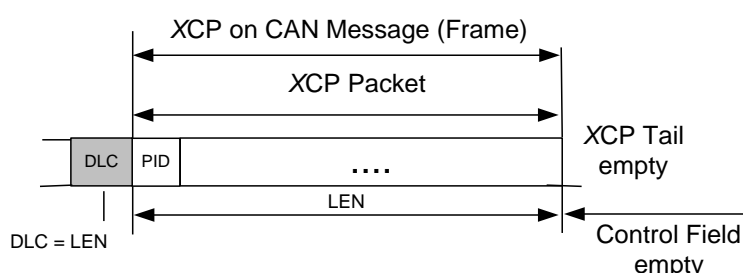 XCP on CAN Message (Frame)
XCP Packet
XCP Tail
empty
DLC
PID
....
LEN
DLC = LEN
Control Field
empty